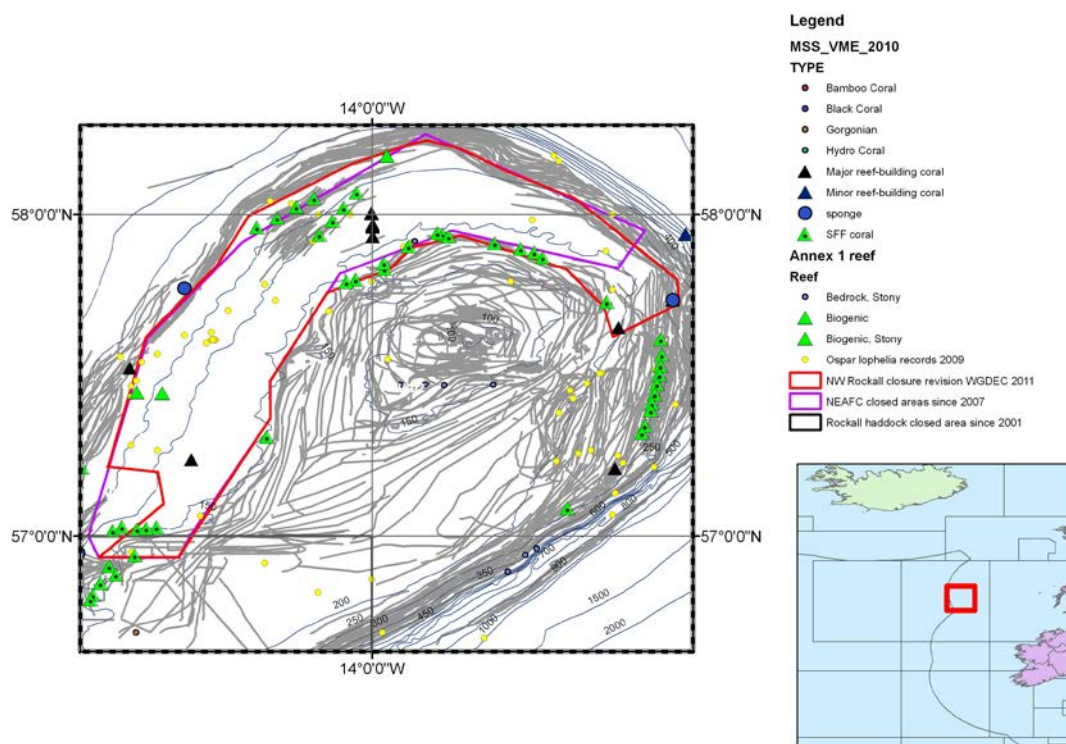 Legend
MSS_VME_2010
TYPE
Bamboo Coral
Black Coral
Gorgonian
Hydro Coral
Major reef-building coral
Minor reef-building coral
sponge
SFF coral
Annex 1 reef
Reef
Bedrock, Stony
Biogenic
Biogenic, Stony
Ospar lophelia records 2009
NW Rockall closure revision WGDEC 2011
NEAFC closed areas since 2007
Rockall haddock closed area since 2001
14°0'0"W
58°0'0"N
58°0'0"N
100
150
250
57°0'0"N
57°0'0"N
200
250
300
350
450
1000
1500
2000
14°0'0"W